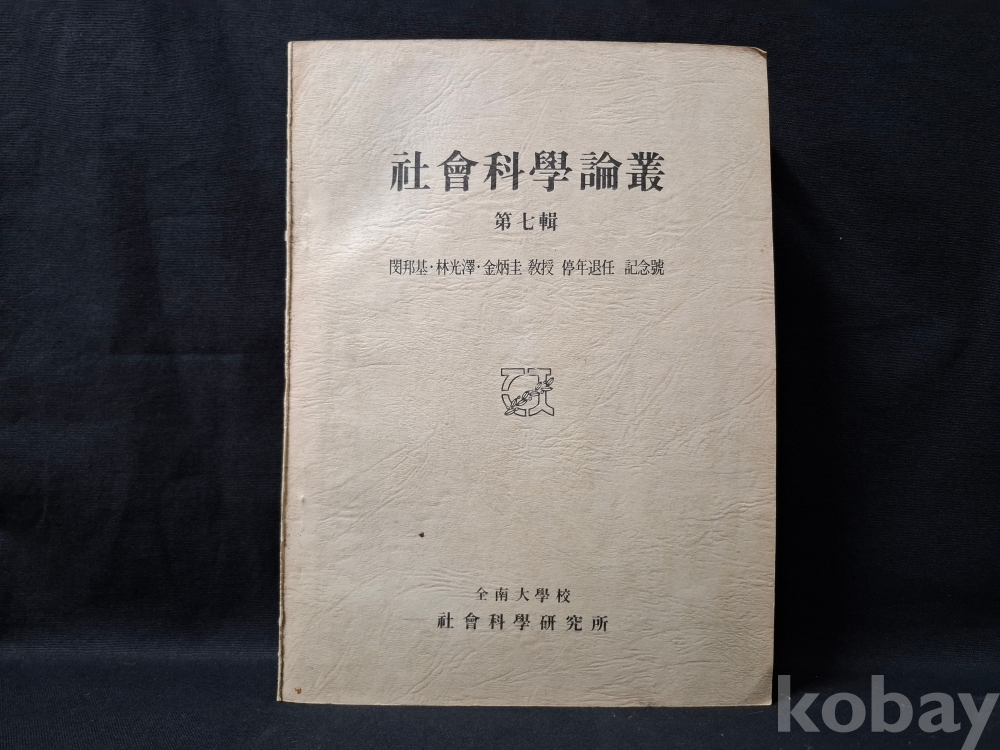 社會科學論叢
第七輯
閔邦基·林光澤·金炳圭 敎授 停年退任 記念號
全南大學校
社會科學硏究所
kobay